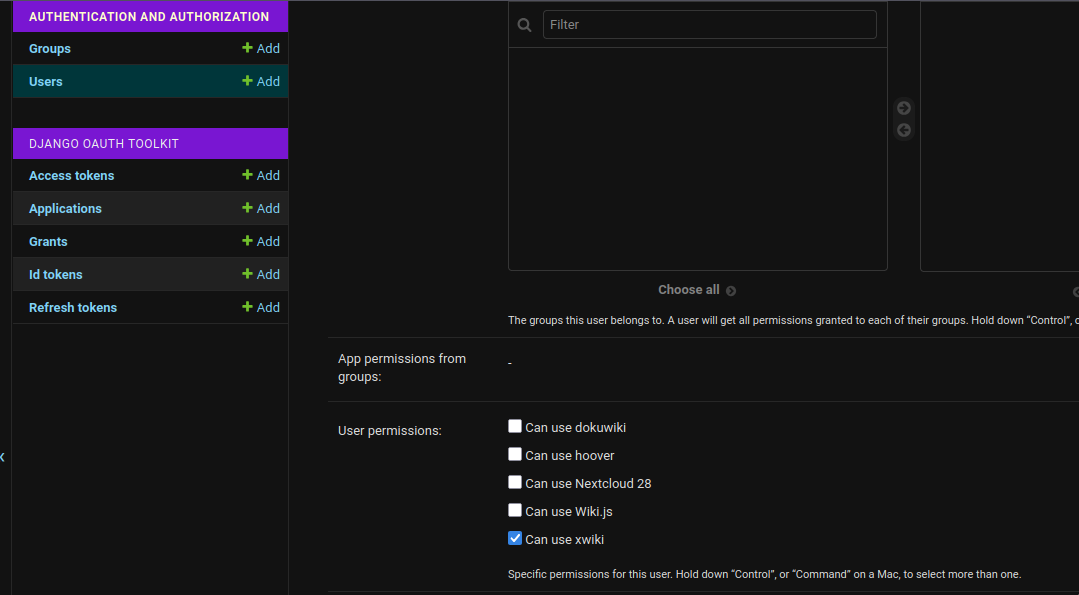 AUTHENTICATION AND AUTHORIZATION
Groups + Add
Users + Add
DJANGO OAUTH TOOLKIT
Access tokens + Add
Applications + Add
Grants + Add
Id tokens + Add
Refresh tokens + Add
Filter
Choose all
The groups this user belongs to. A user will get all permissions granted to each of their groups. Hold down “Control”,
App permissions from
groups:
-
User permissions:
Can use dokuwiki
Can use hoover
Can use Nextcloud 28
Can use Wiki.js
Can use xwiki
Specific permissions for this user. Hold down “Control”, or “Command” on a Mac, to select more than one.